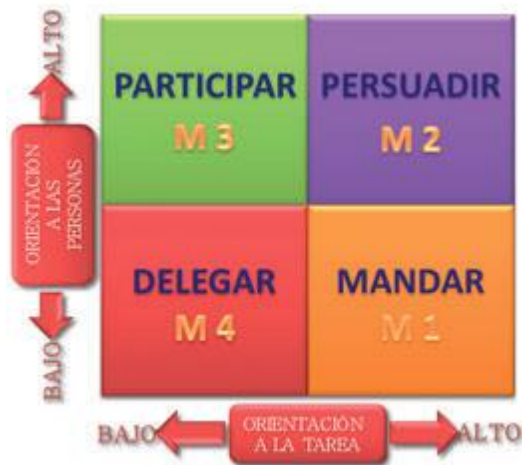 ALTO
PARTICIPAR
M 3
PERSUADIR
M 2
ORIENTACIÓN
A LAS
PERSONAS
DELEGAR
M 4
MANDAR
M 1
BAJO
BAJO
ORIENTACIÓN
A LA TAREA
ALTO